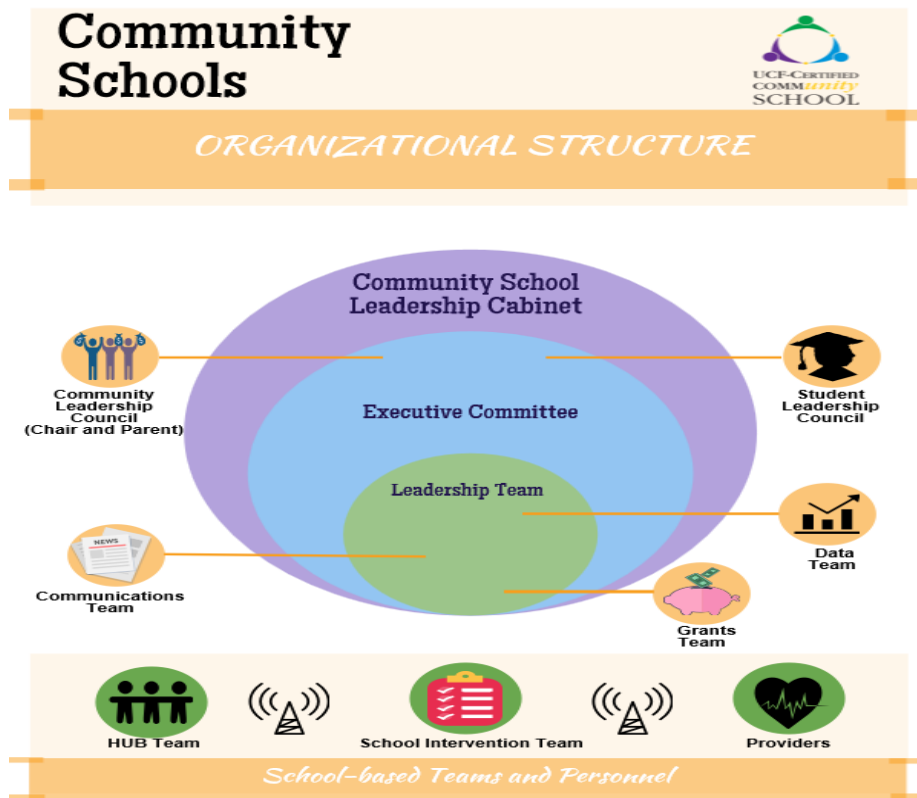 Community
Schools
UCF-CERTIFIED
COMMunity
SCHOOL
ORGANIZATIONAL STRUCTURE
Community School
Leadership Cabinet
Community
Leadership
Council
(Chair and Parent)
Student
Leadership
Council
Executive Committee
Leadership Team
NEWS
Communications
Team
Data
Team
Grants
Team
HUB Team
School Intervention Team
Providers
School-based Teams and Personnel